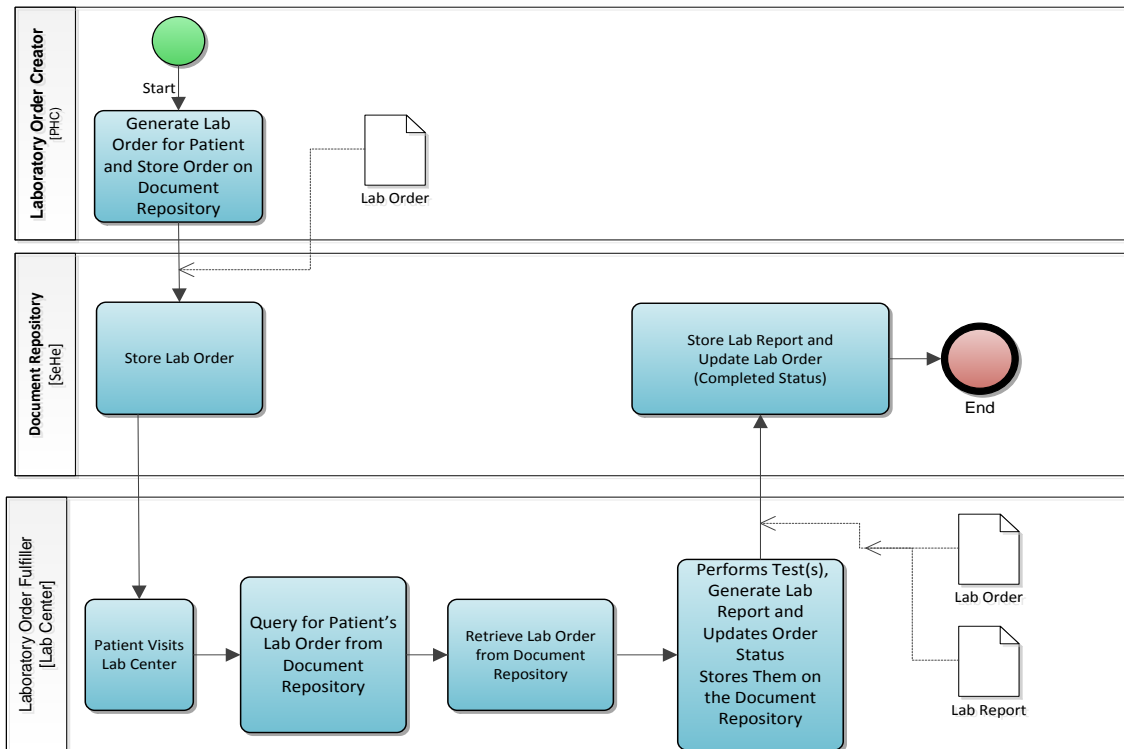 Laboratory Order Creator
[PHC]
Start
Generate Lab
Order for Patient
and Store Order on
Document
Repository
Lab Order
Document Repository
[SeHe]
Store Lab Order
Store Lab Report and
Update Lab Order
(Completed Status)
End
Laboratory Order Fulfiller
[Lab Center]
Patient Visits
Lab Center
Query for Patient’s
Lab Order from
Document
Repository
Retrieve Lab Order
from Document
Repository
Performs Test(s),
Generate Lab
Report and
Updates Order
Status
Stores Them on
the Document
Repository
Lab Order
Lab Report